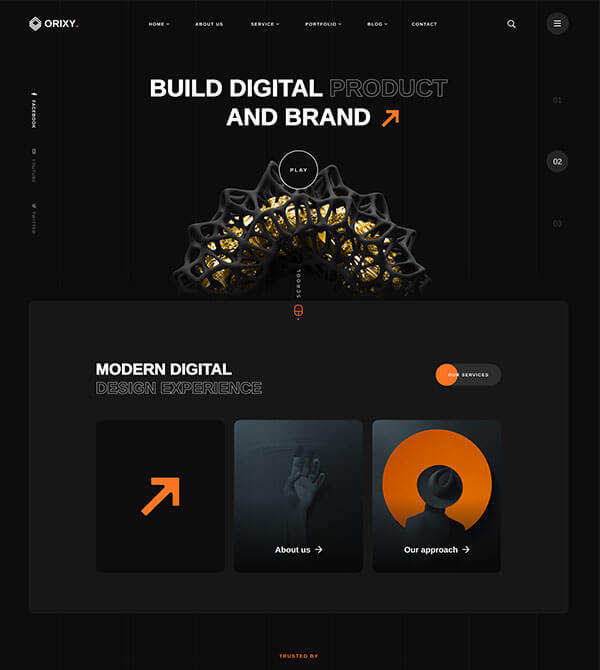 ORIXY.
HOME
ABOUT US
SERVICE
PORTFOLIO
BLOG
CONTACT
BUILD DIGITAL PRODUCT
AND BRAND
FACEBOOK
YOUTUBE
TWITTER
01
02
03
PLAY
SCROOL
MODERN DIGITAL
DESIGN EXPERIENCE
OUR SERVICES
About us
Our approach
TRUSTED BY